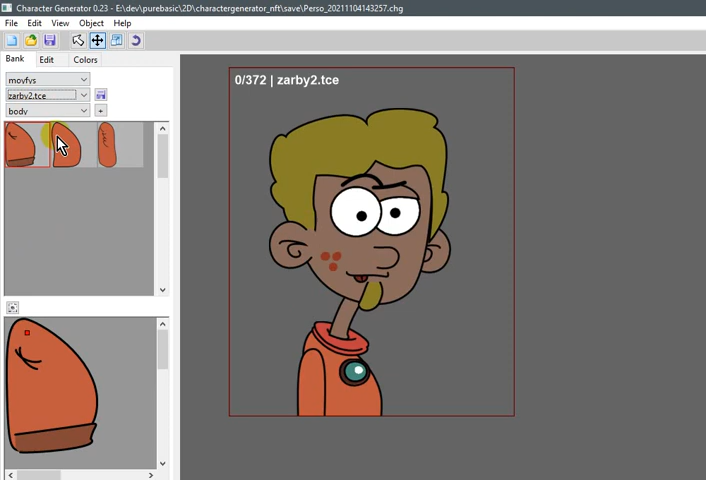 Character Generator 0.23 - E:\dev\purebasic\2D\charactergenerator_nft\save\Perso_20211104143257.chg
File Edit View Object Help
Bank Edit Colors
movfvs
zarby2.tce
body
+
0/372 | zarby2.tce